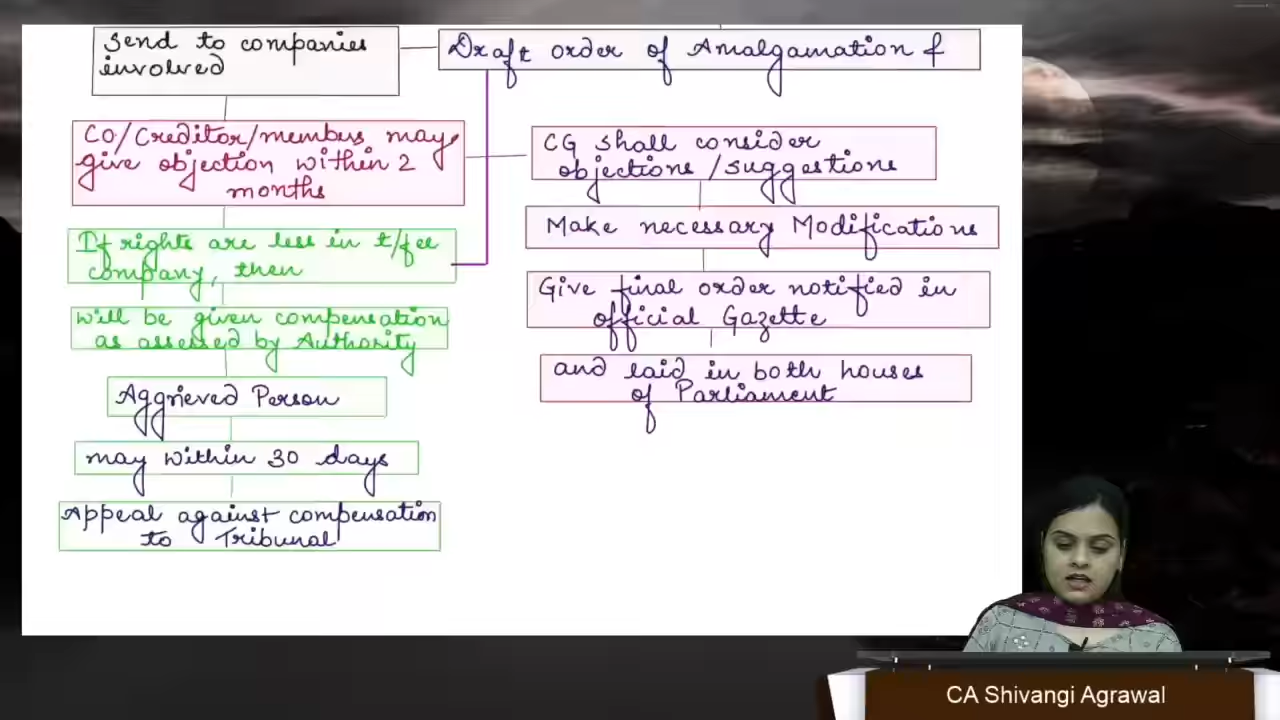 Send to companies
involved
Draft order of Amalgamation &
Co/Creditor/members may
give objection within 2
months
CG shall consider
objections/suggestions
If rights are less in t/fee
company, then
Make necessary Modifications
will be given compensation
as assessed by Authority
Give final order notified in
official Gazette
Aggrieved Person
and laid in both houses
of Parliament
may within 30 days
Appeal against compensation
to Tribunal
CA Shivangi Agrawal